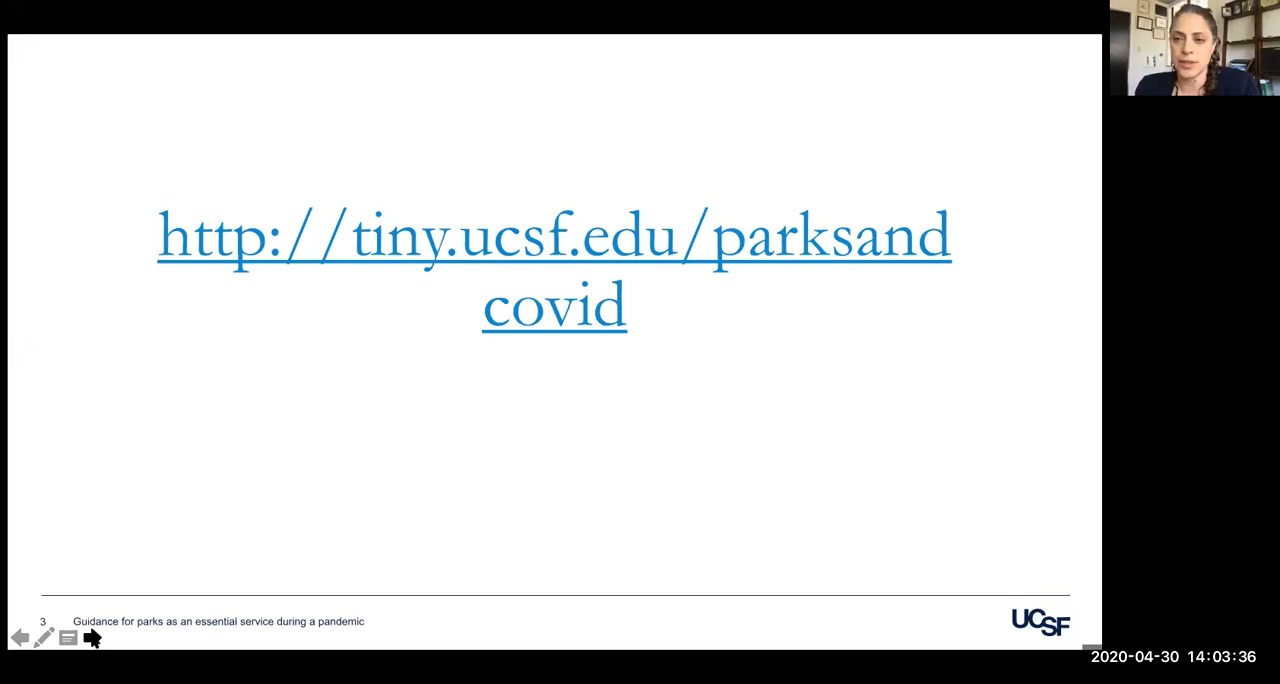 http://tiny.ucsf.edu/parksand
covid
3 Guidance for parks as an essential service during a pandemic
UCSF
2020-04-30 14:03:36